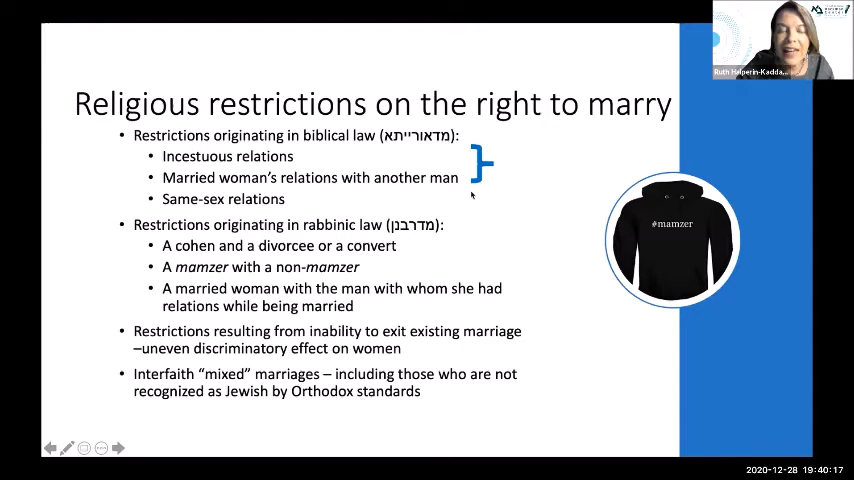 Ruth Halperin-Kadda...
Religious restrictions on the right to marry
• Restrictions originating in biblical law (מדאורייתא):
• Incestuous relations
• Married woman's relations with another man
• Same-sex relations
• Restrictions originating in rabbinic law (מדרבנן):
• A cohen and a divorcee or a convert
• A mamzer with a non-mamzer
• A married woman with the man with whom she had
relations while being married
• Restrictions resulting from inability to exit existing marriage
–uneven discriminatory effect on women
• Interfaith “mixed” marriages – including those who are not
recognized as Jewish by Orthodox standards
#mamzer
2020-12-28 19:40:17